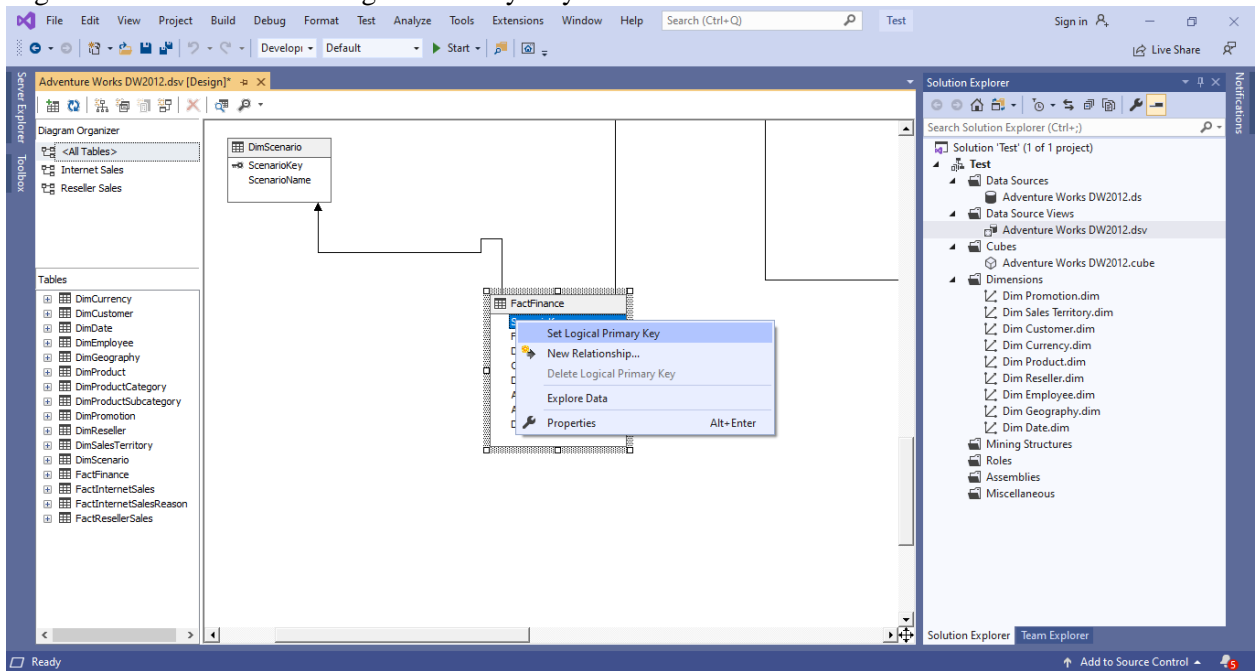 File Edit View Project Build Debug Format Test Analyze Tools Extensions Window Help Search (Ctrl+Q) Test Sign in
Default Start Live Share
Server Explorer
Toolbox
Adventure Works DW2012.dsv [Design]*
Diagram Organizer
<All Tables>
Internet Sales
Reseller Sales
Tables
DimCurrency
DimCustomer
DimDate
DimEmployee
DimGeography
DimProduct
DimProductCategory
DimProductSubcategory
DimPromotion
DimReseller
DimSalesTerritory
DimScenario
FactFinance
FactInternetSales
FactInternetSalesReason
FactResellerSales
DimScenario
ScenarioKey
ScenarioName
FactFinance
Set Logical Primary Key
New Relationship...
Delete Logical Primary Key
Explore Data
Properties Alt+Enter
Solution Explorer
Search Solution Explorer (Ctrl+;)
Solution 'Test' (1 of 1 project)
Test
Data Sources
Adventure Works DW2012.ds
Data Source Views
Adventure Works DW2012.dsv
Cubes
Adventure Works DW2012.cube
Dimensions
Dim Promotion.dim
Dim Sales Territory.dim
Dim Customer.dim
Dim Currency.dim
Dim Product.dim
Dim Reseller.dim
Dim Employee.dim
Dim Geography.dim
Dim Date.dim
Mining Structures
Roles
Assemblies
Miscellaneous
Solution Explorer Team Explorer
Notifications
Ready Add to Source Control 5